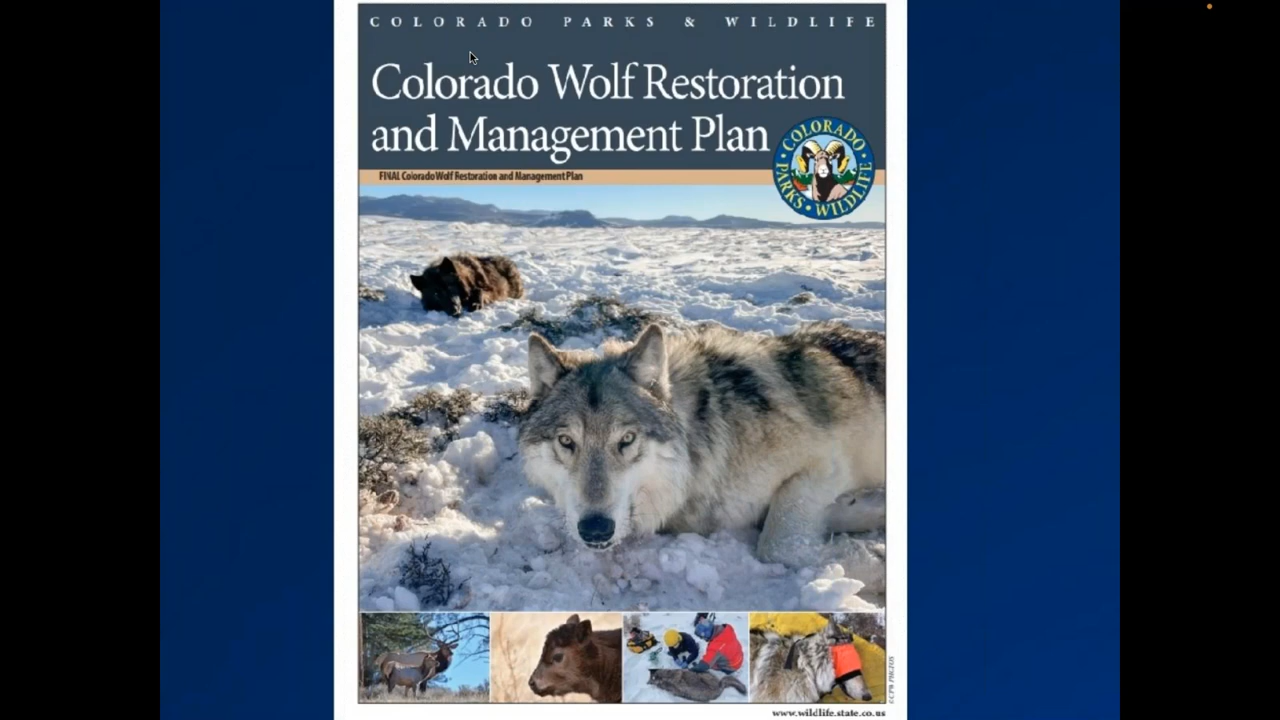 COLORADO PARKS & WILDLIFE
Colorado Wolf Restoration
and Management Plan
COLORADO
PARKS • WILDLIFE
FINAL Colorado Wolf Restoration and Management Plan
PHOTOS
www.wildlife.state.co.us